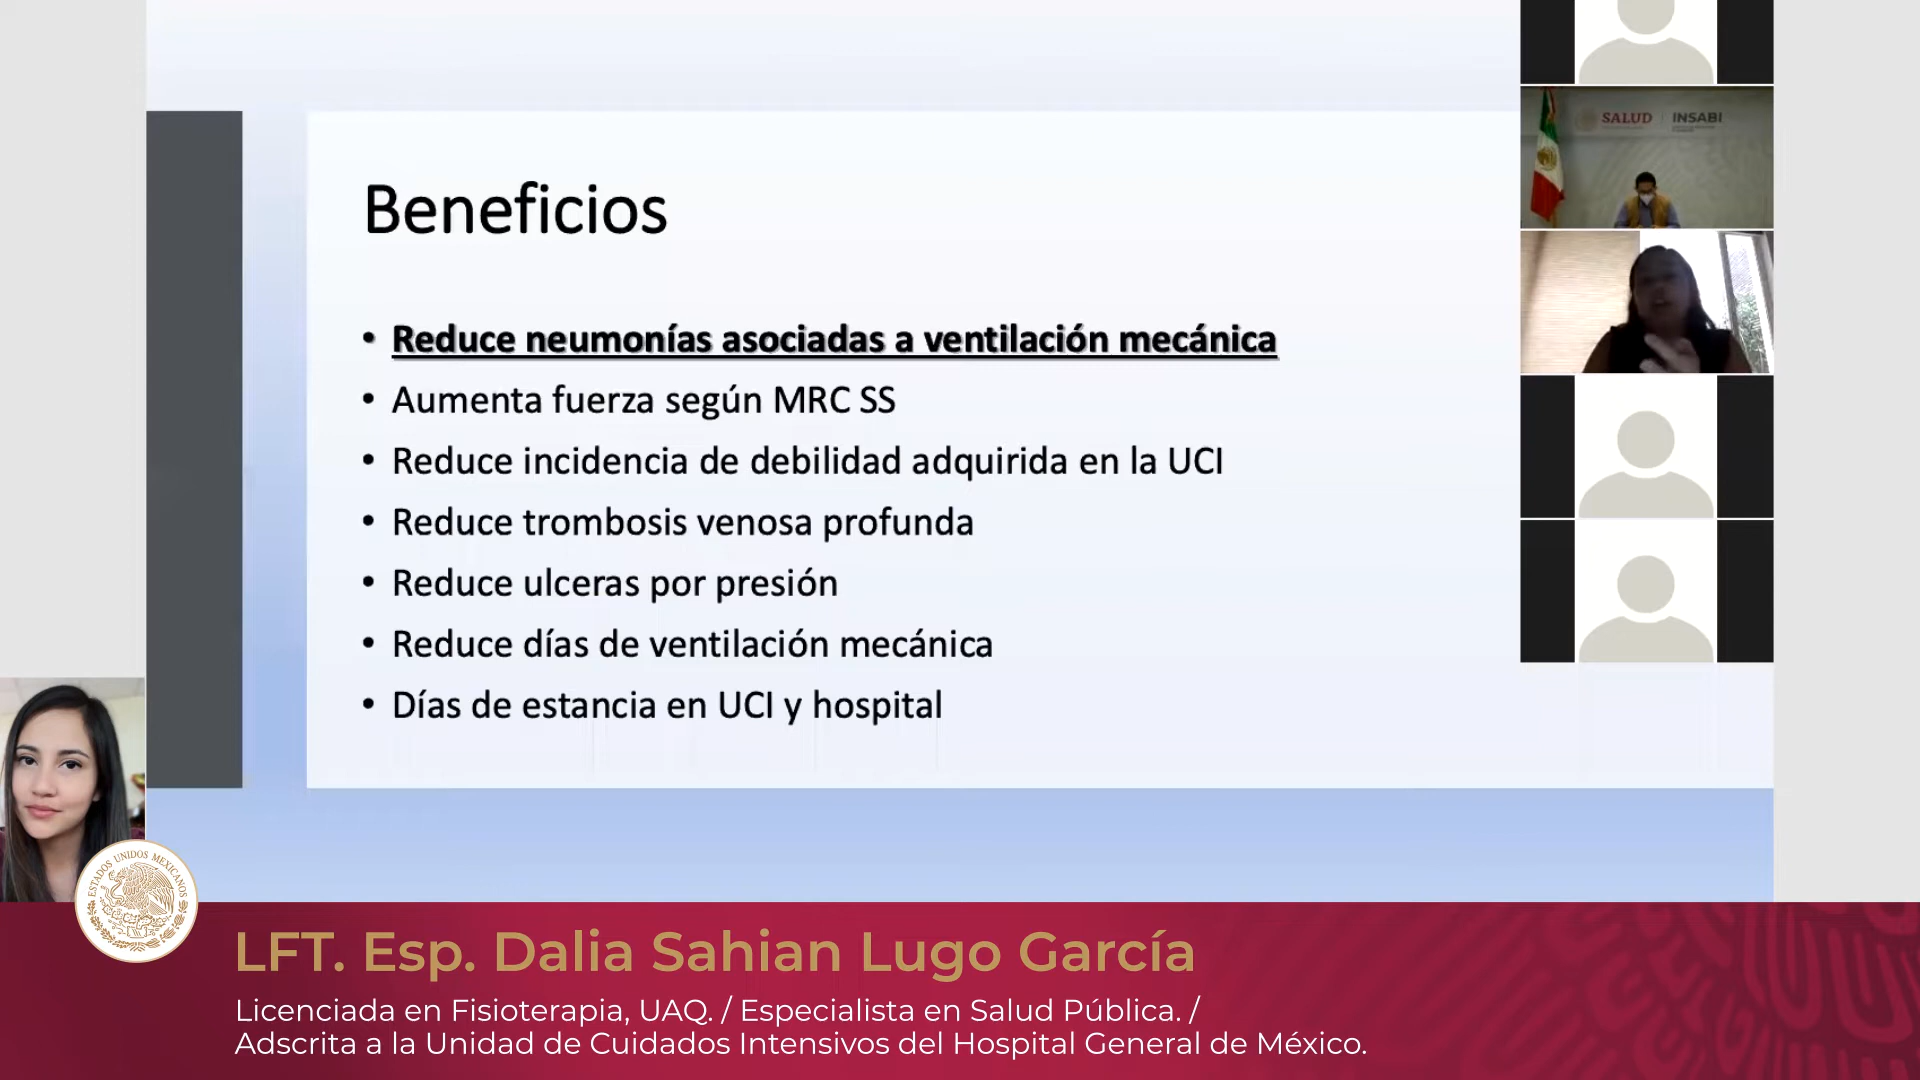 Beneficios
• Reduce neumonías asociadas a ventilación mecánica
• Aumenta fuerza según MRC SS
• Reduce incidencia de debilidad adquirida en la UCI
• Reduce trombosis venosa profunda
• Reduce ulceras por presión
• Reduce días de ventilación mecánica
• Días de estancia en UCI y hospital
SALUD INSABI
ESTADOS UNIDOS MEXICANOS
LFT. Esp. Dalia Sahian Lugo García
Licenciada en Fisioterapia, UAQ. / Especialista en Salud Pública. /
Adscrita a la Unidad de Cuidados Intensivos del Hospital General de México.